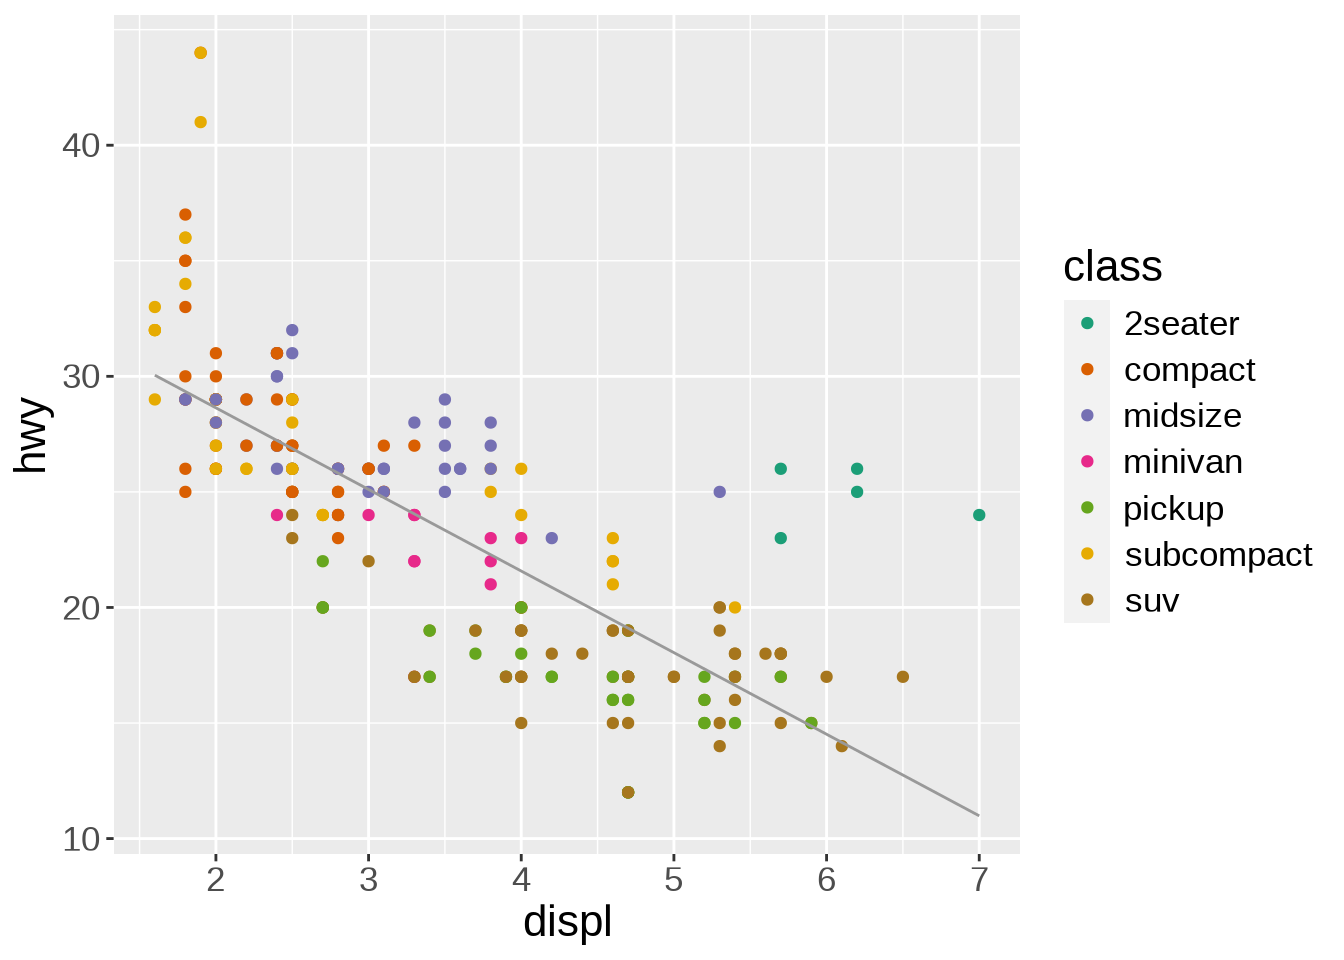 40
30
20
10
hwy
2 3 4 5 6 7
displ
class
2seater
compact
midsize
minivan
pickup
subcompact
suv